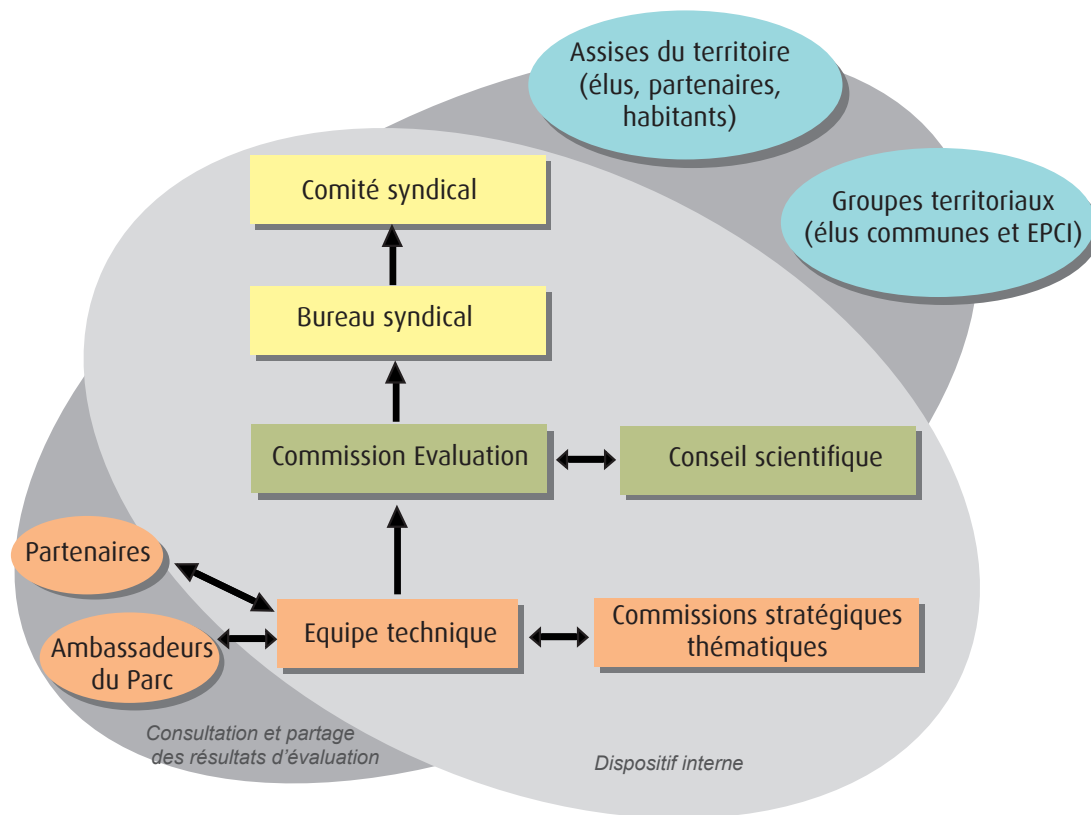 Assises du territoire
(élus, partenaires,
habitants)
Groupes territoriaux
(élus communes et EPCI)
Comité syndical
Bureau syndical
Commission Evaluation
Conseil scientifique
Partenaires
Ambassadeurs
du Parc
Equipe technique
Commissions stratégiques
thématiques
Consultation et partage
des résultats d'évaluation
Dispositif interne